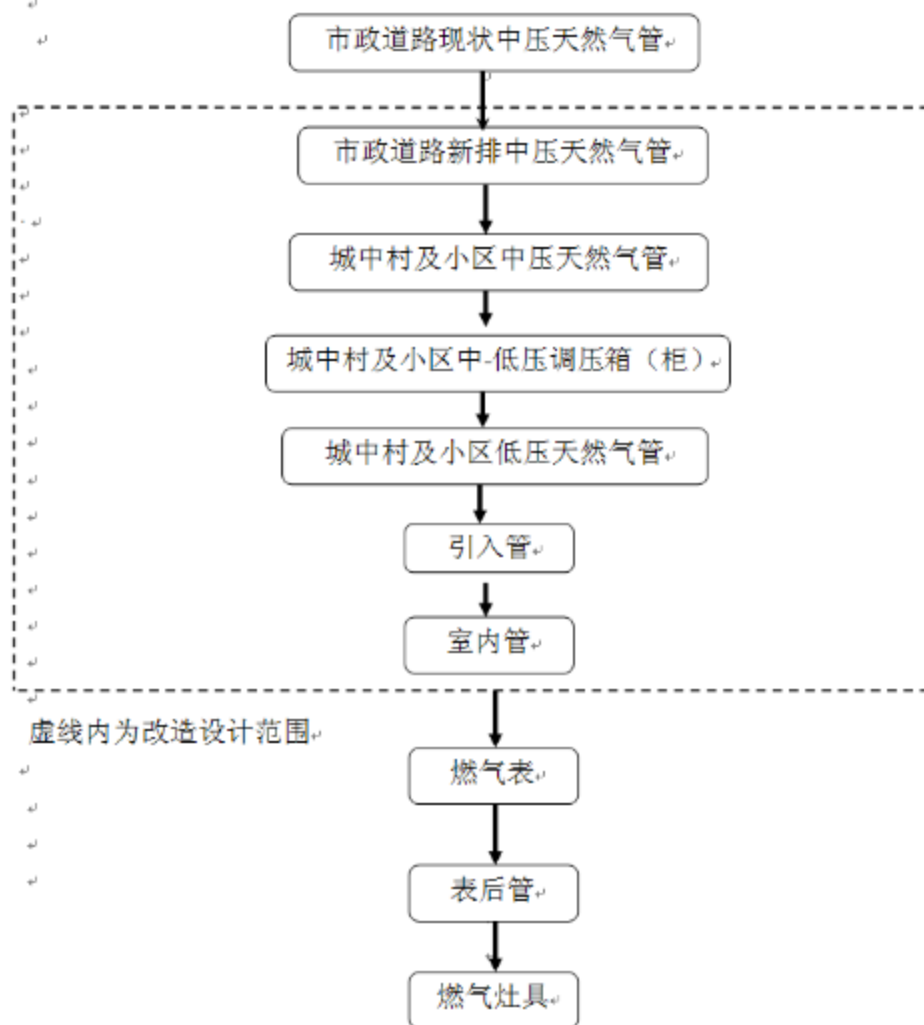 市政道路现状中压天然气管
市政道路新排中压天然气管
城中村及小区中压天然气管
城中村及小区中-低压调压箱（柜）
城中村及小区低压天然气管
引入管
室内管
虚线内为改造设计范围
燃气表
表后管
燃气灶具